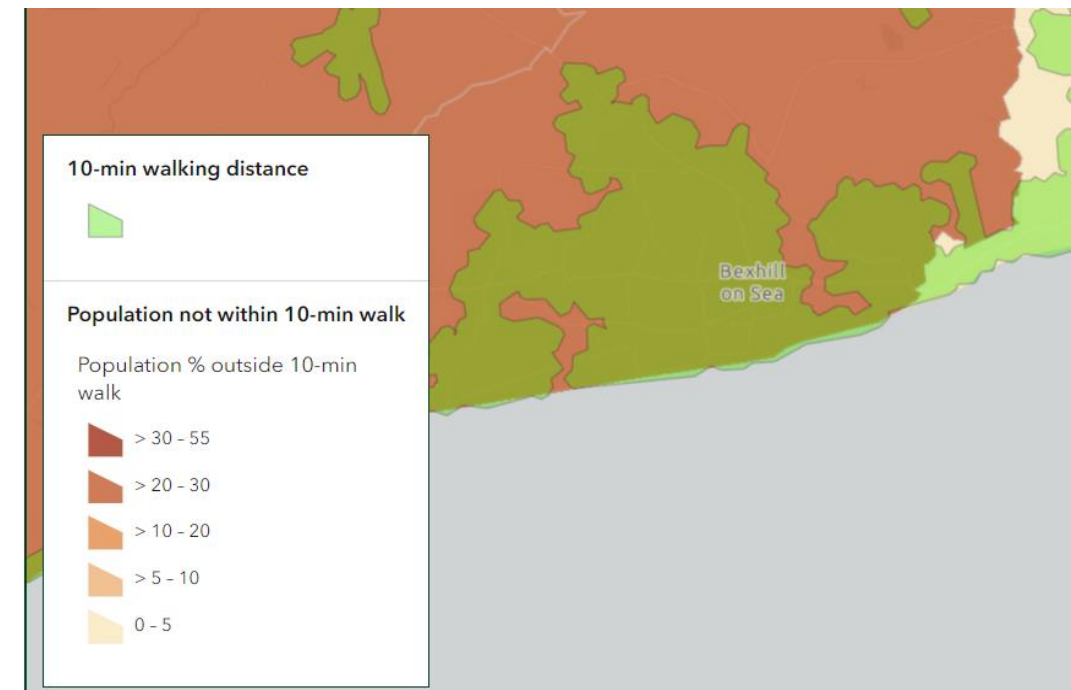 10-min walking distance
Population not within 10-min walk
Population % outside 10-min
walk
> 30 - 55
> 20 - 30
> 10 - 20
> 5 - 10
0 - 5
Bexhill
on Sea